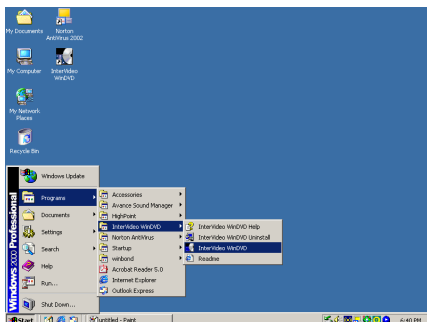 My Documents
Norton
AntiVirus 2002
My Computer
InterVideo
WinDVD
My Network
Places
Recycle Bin
Windows 2000 Professional
Windows Update
Programs
Documents
Settings
Search
Help
Run...
Shut Down...
Accessories
Avance Sound Manager
HighPoint
InterVideo WinDVD
Norton AntiVirus
Startup
winbond
Acrobat Reader 5.0
Internet Explorer
Outlook Express
InterVideo WinDVD Help
InterVideo WinDVD Uninstall
InterVideo WinDVD
Readme
Start
untitled - Paint
6:40 PM